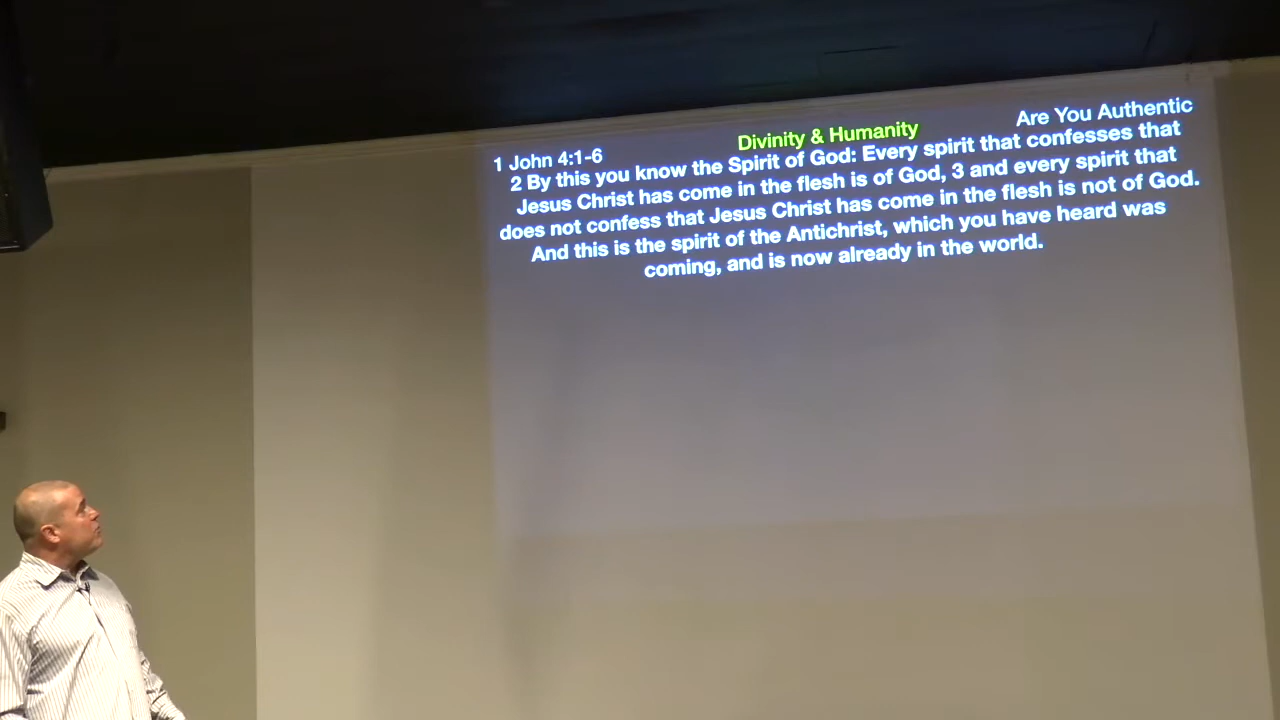 Are You Authentic
Divinity & Humanity
1 John 4:1-6
2 By this you know the Spirit of God: Every spirit that confesses that
Jesus Christ has come in the flesh is of God, 3 and every spirit that
does not confess that Jesus Christ has come in the flesh is not of God.
And this is the spirit of the Antichrist, which you have heard was
coming, and is now already in the world.